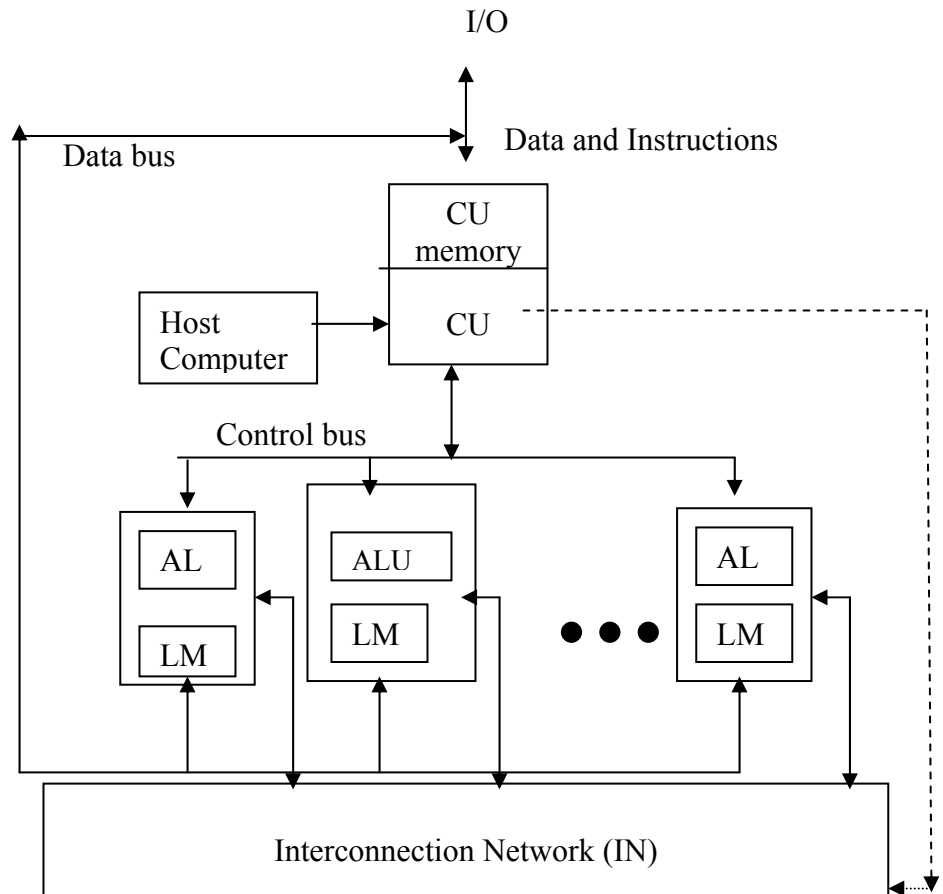 I/O
Data bus
Data and Instructions
CU
memory
Host
Computer
CU
Control bus
AL
ALU
AL
LM
LM
LM
Interconnection Network (IN)